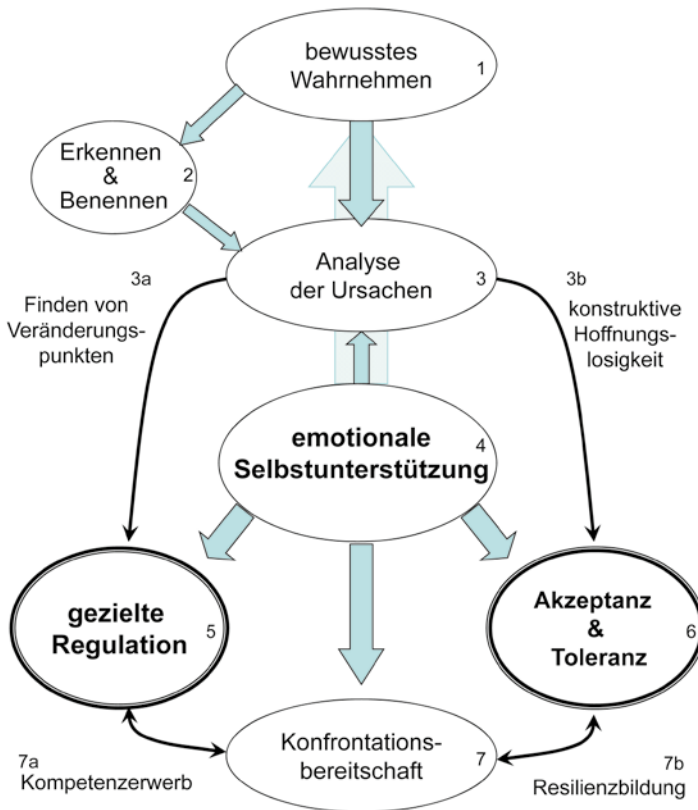 bewusstes
Wahrnehmen
1
Erkennen
&
Benennen
2
Analyse
der Ursachen
3
3a
Finden von
Veränderungs-
punkten
3b
konstruktive
Hoffnungs-
losigkeit
emotionale
Selbstunterstützung
4
gezielte
Regulation
5
Akzeptanz
&
Toleranz
6
Konfrontations-
bereitschaft
7
7a
Kompetenzerwerb
7b
Resilienzbildung